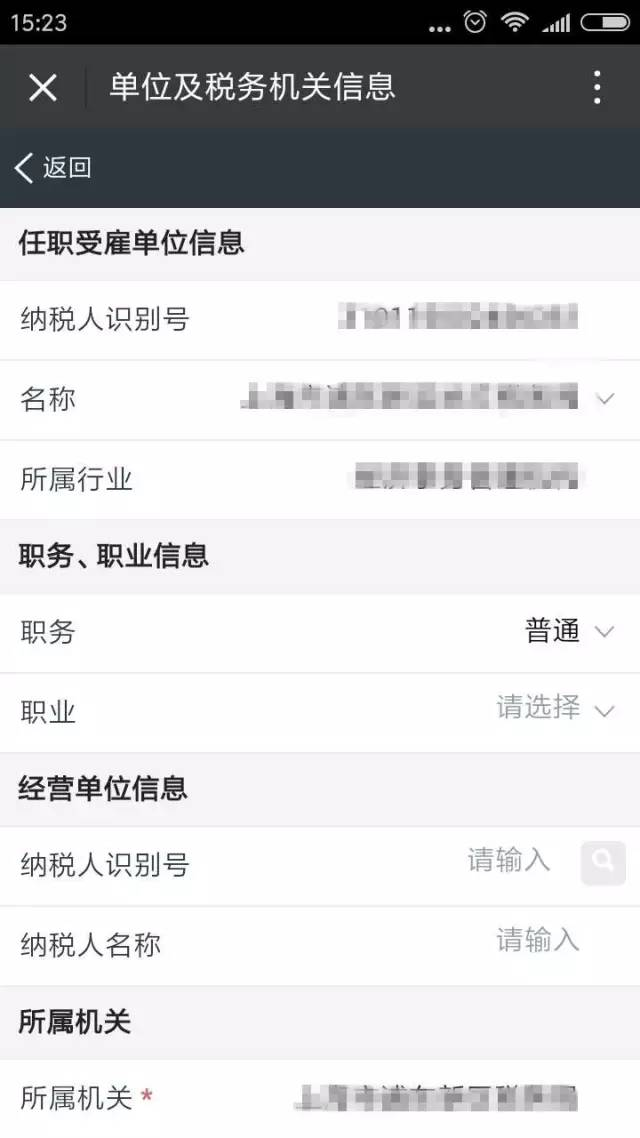 15:23
单位及税务机关信息
返回
任职受雇单位信息
纳税人识别号
名称
所属行业
职务、职业信息
职务 普通
职业 请选择
经营单位信息
纳税人识别号 请输入
纳税人名称 请输入
所属机关
所属机关 *